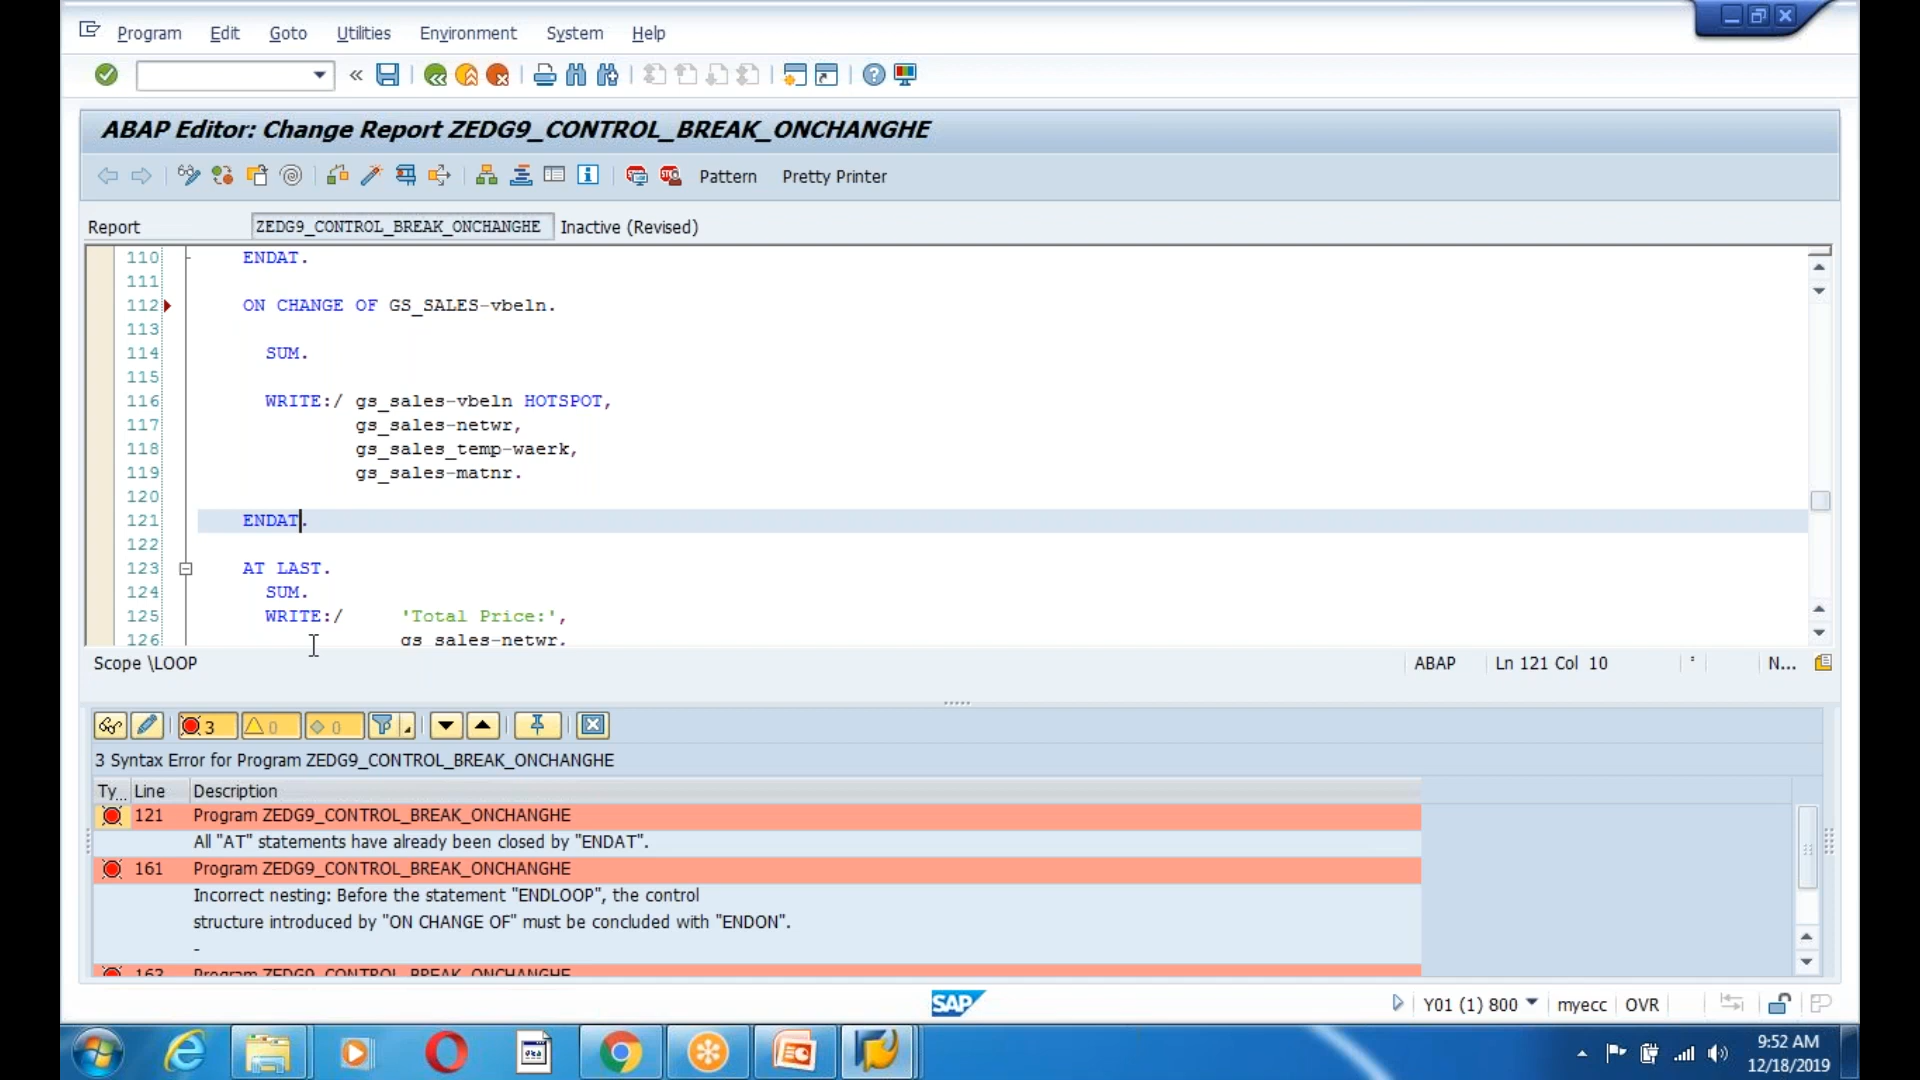 Program Edit Goto Utilities Environment System Help
ABAP Editor: Change Report ZEDG9_CONTROL_BREAK_ONCHANGHE
Pattern Pretty Printer
Report ZEDG9_CONTROL_BREAK_ONCHANGHE Inactive (Revised)
110 ENDAT.
111
112 ON CHANGE OF GS_SALES-vbeln.
113
114 SUM.
115
116 WRITE:/ gs_sales-vbeln HOTSPOT,
117 gs_sales-netwr,
118 gs_sales_temp-waerk,
119 gs_sales-matnr.
120
121 ENDAT.
122
123 AT LAST.
124 SUM.
125 WRITE:/ 'Total Price:',
126 gs_sales-netwr,
Scope \LOOP ABAP Ln 121 Col 10 N...
3 0 0
3 Syntax Error for Program ZEDG9_CONTROL_BREAK_ONCHANGHE
Ty... Line Description
121 Program ZEDG9_CONTROL_BREAK_ONCHANGHE
All "AT" statements have already been closed by "ENDAT".
161 Program ZEDG9_CONTROL_BREAK_ONCHANGHE
Incorrect nesting: Before the statement "ENDLOOP", the control
structure introduced by "ON CHANGE OF" must be concluded with "ENDON".
-
163 Program ZEDG9_CONTROL_BREAK_ONCHANGHE
SAP Y01 (1) 800 myecc OVR
9:52 AM
12/18/2019